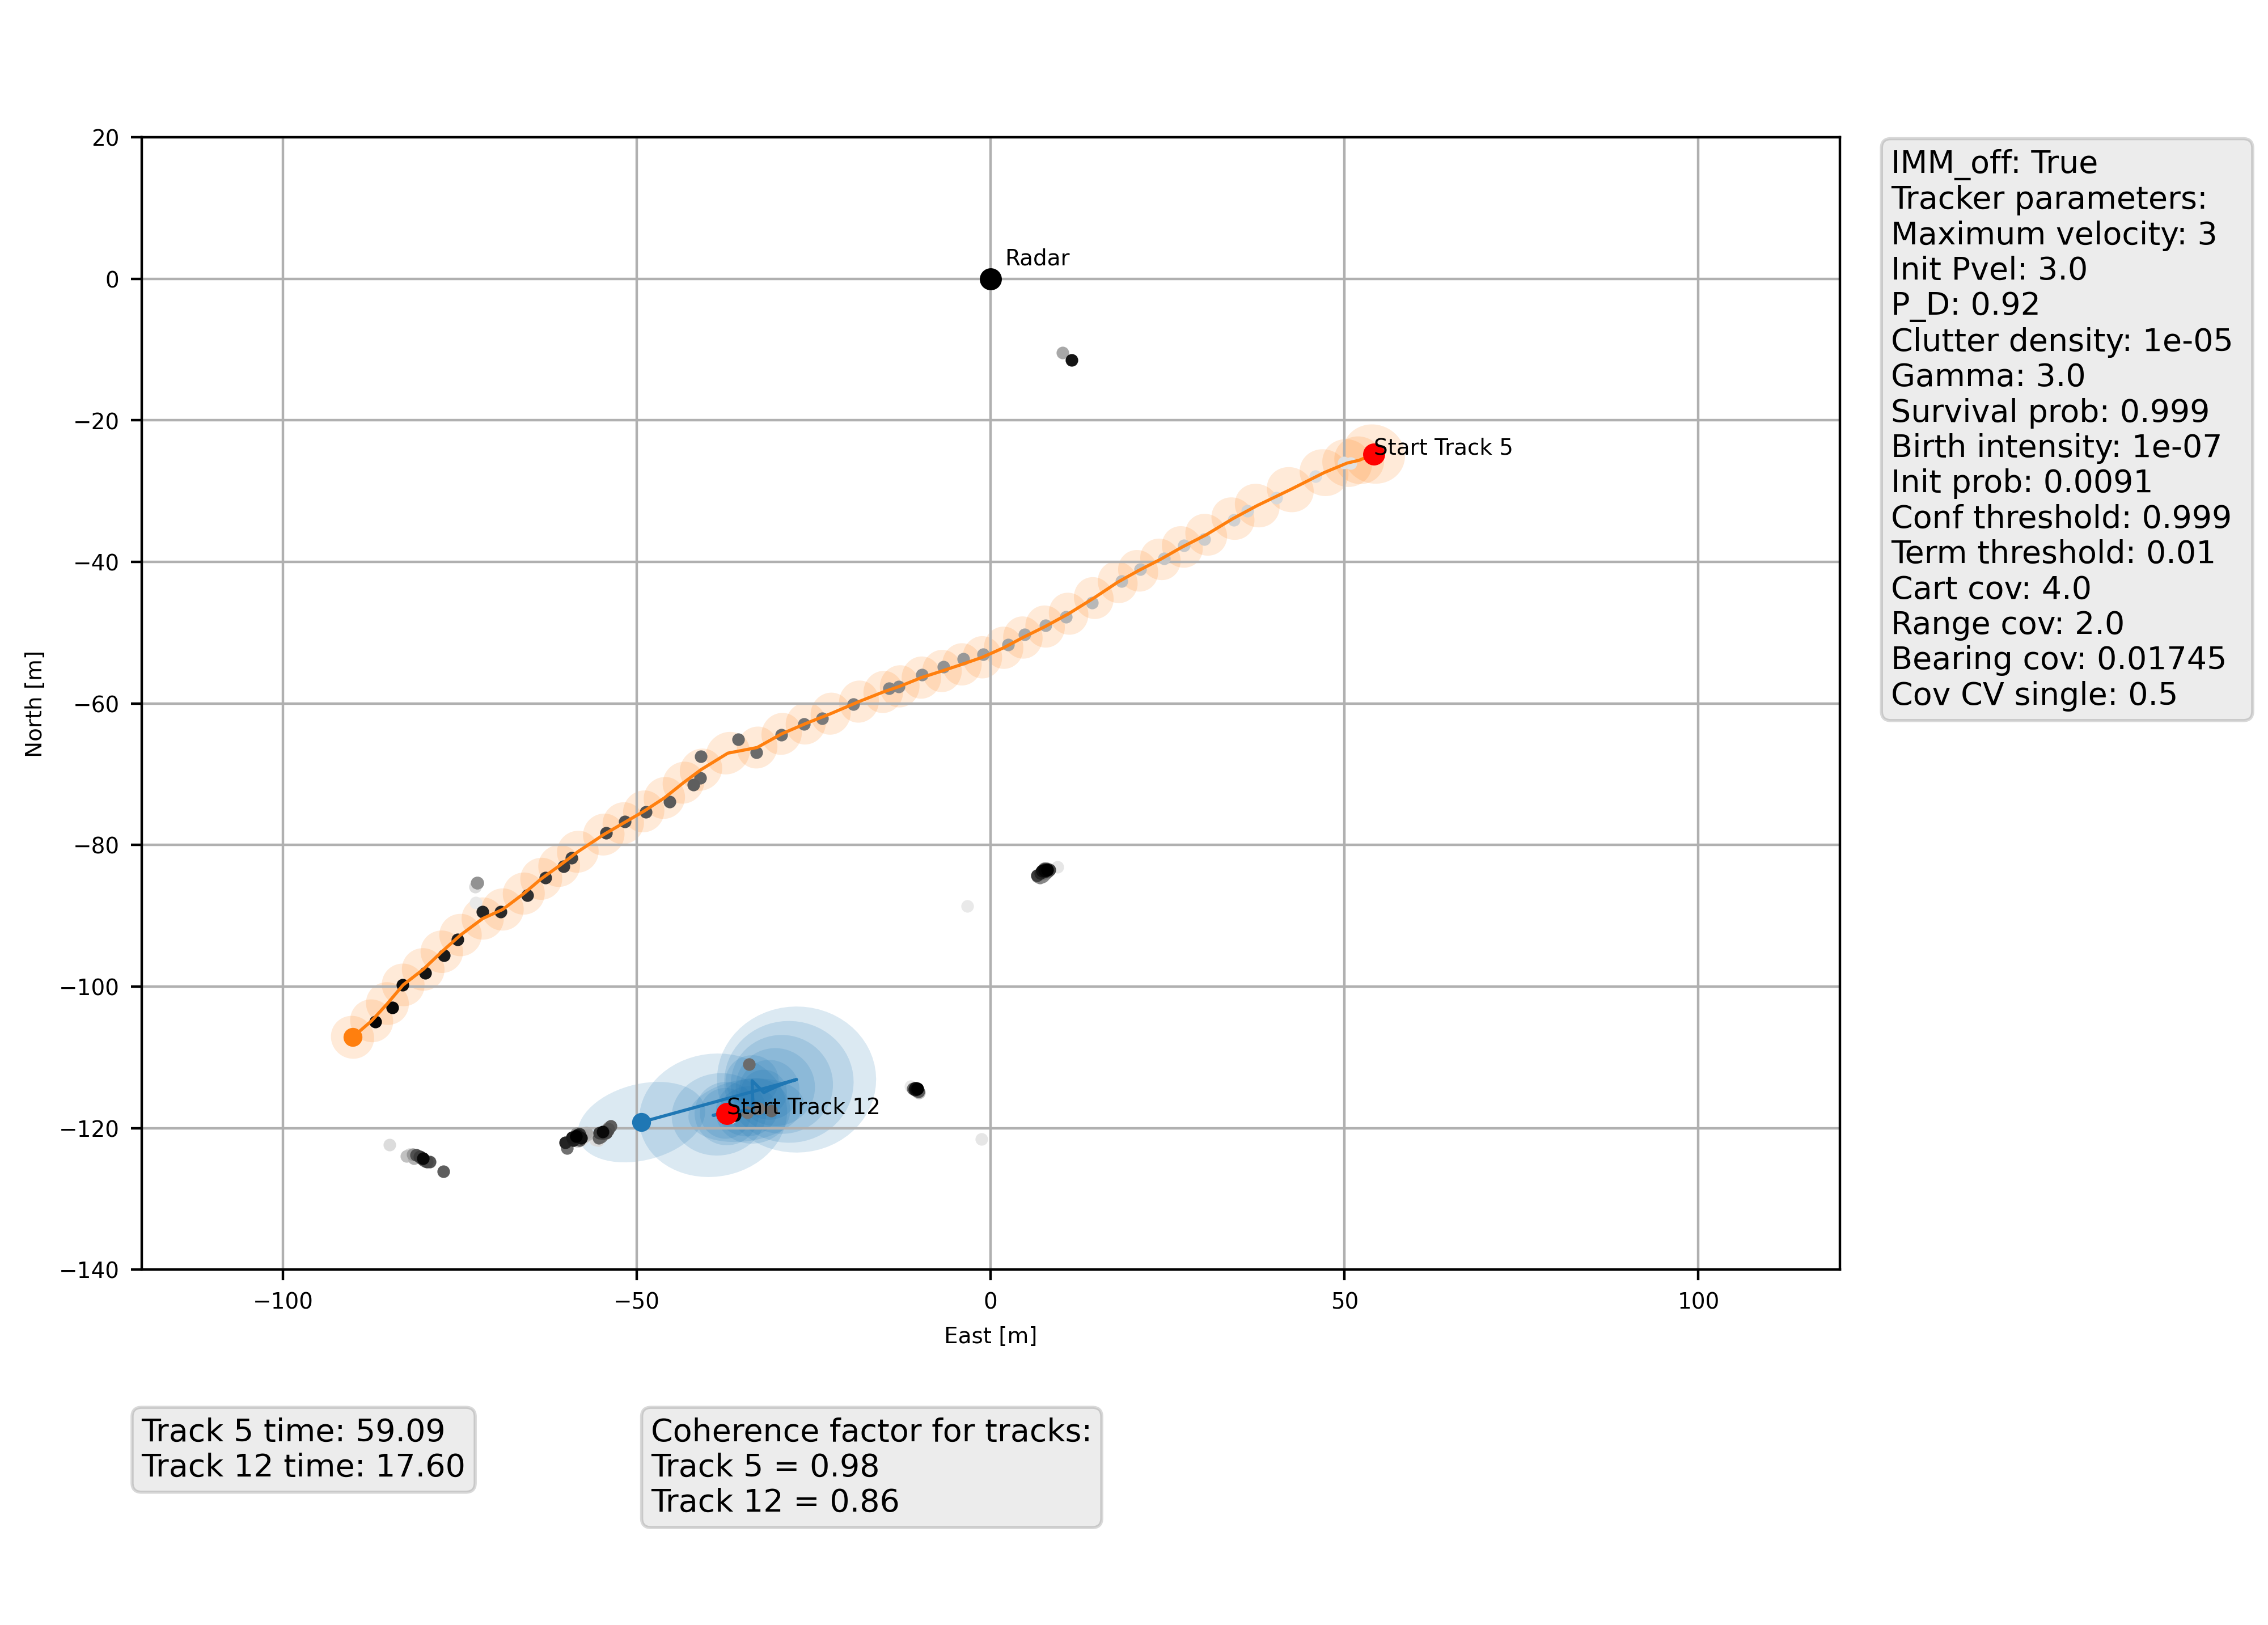 20
0
−20
−40
−60
−80
−100
−120
−140
−100
−50
0
50
100
North [m]
East [m]
Radar
Start Track 5
Start Track 12
IMM_off: True
Tracker parameters:
Maximum velocity: 3
Init Pvel: 3.0
P_D: 0.92
Clutter density: 1e-05
Gamma: 3.0
Survival prob: 0.999
Birth intensity: 1e-07
Init prob: 0.0091
Conf threshold: 0.999
Term threshold: 0.01
Cart cov: 4.0
Range cov: 2.0
Bearing cov: 0.01745
Cov CV single: 0.5
Track 5 time: 59.09
Track 12 time: 17.60
Coherence factor for tracks:
Track 5 = 0.98
Track 12 = 0.86